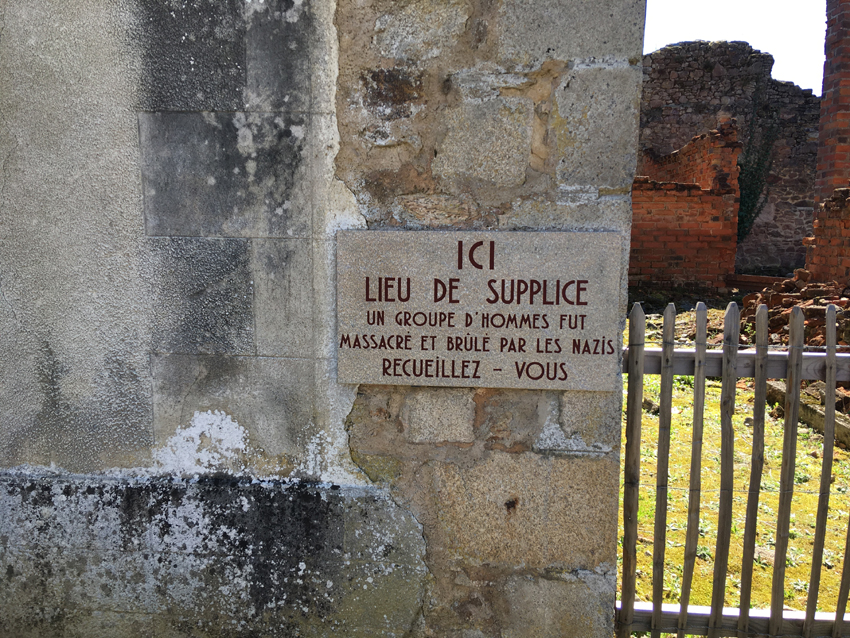 ICI
LIEU DE SUPPLICE
UN GROUPE D'HOMMES FUT
MASSACRÉ ET BRÛLÉ PAR LES NAZIS
RECUEILLEZ - VOUS